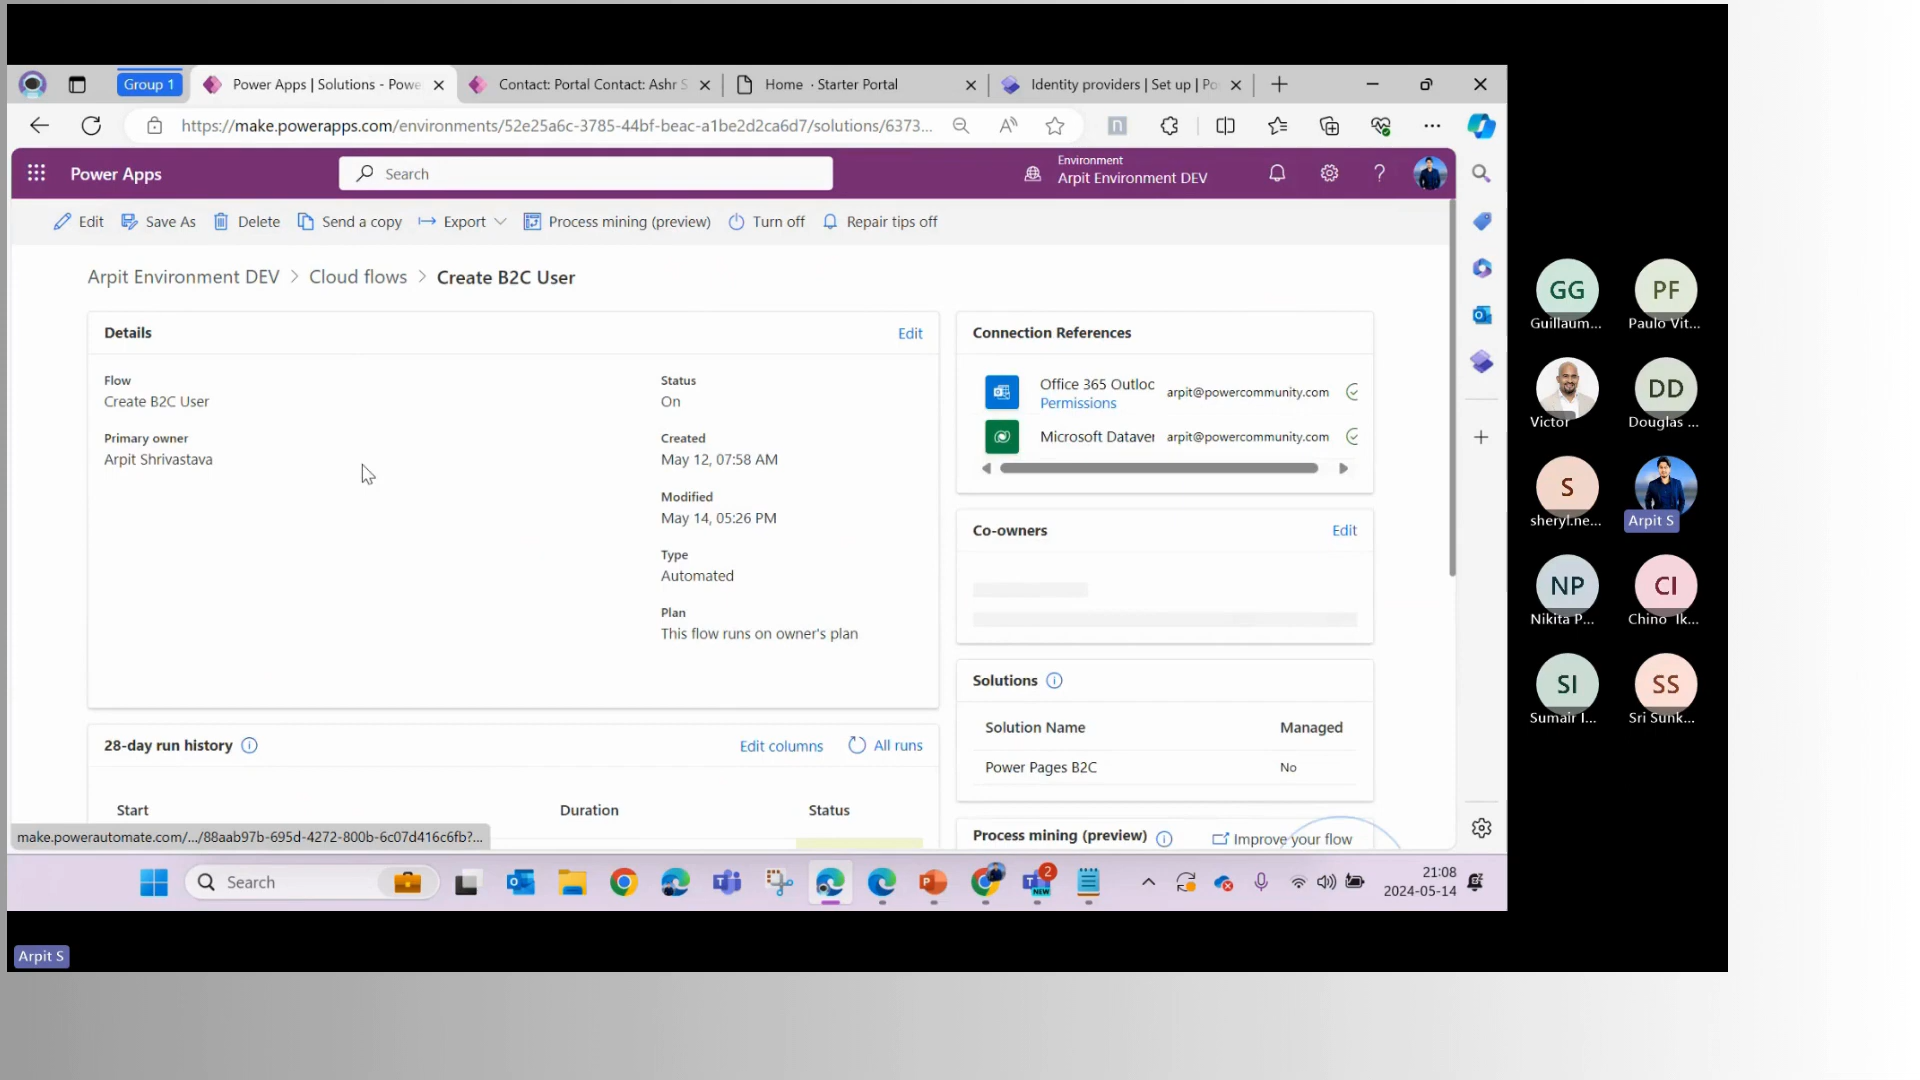 Group 1
Power Apps | Solutions - Powe
Contact: Portal Contact: Ashr S
Home · Starter Portal
Identity providers | Set up | Po
https://make.powerapps.com/environments/52e25a6c-3785-44bf-beac-a1be2d2ca6d7/solutions/6373...
Power Apps
Search
Environment
Arpit Environment DEV
Edit
Save As
Delete
Send a copy
Export
Process mining (preview)
Turn off
Repair tips off
Arpit Environment DEV > Cloud flows > Create B2C User
Details
Edit
Flow
Create B2C User
Primary owner
Arpit Shrivastava
Status
On
Created
May 12, 07:58 AM
Modified
May 14, 05:26 PM
Type
Automated
Plan
This flow runs on owner's plan
Connection References
Office 365 Outloc
Permissions
arpit@powercommunity.com
Microsoft Dataver
arpit@powercommunity.com
Co-owners
Edit
Solutions
Solution Name
Managed
Power Pages B2C
No
28-day run history
Edit columns
All runs
Start
Duration
Status
Process mining (preview)
Improve your flow
make.powerautomate.com/.../88aab97b-695d-4272-800b-6c07d416c6fb?...
Search
NEW
2
21:08
2024-05-14
GG
Guillaum...
PF
Paulo Vit...
Victor
DD
Douglas ...
S
sheryl.ne...
Arpit S
NP
Nikita P...
CI
Chino Ik...
SI
Sumair I...
SS
Sri Sunk...
Arpit S